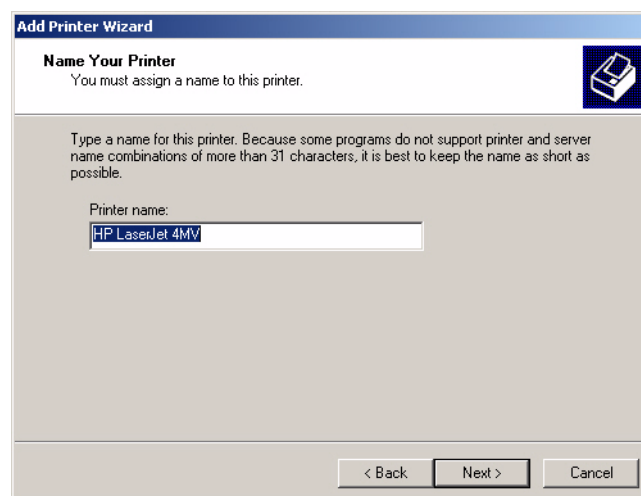 Add Printer Wizard
Name Your Printer
You must assign a name to this printer.
Type a name for this printer. Because some programs do not support printer and server
name combinations of more than 31 characters, it is best to keep the name as short as
possible.
Printer name:
HP LaserJet 4MV
< Back
Next >
Cancel